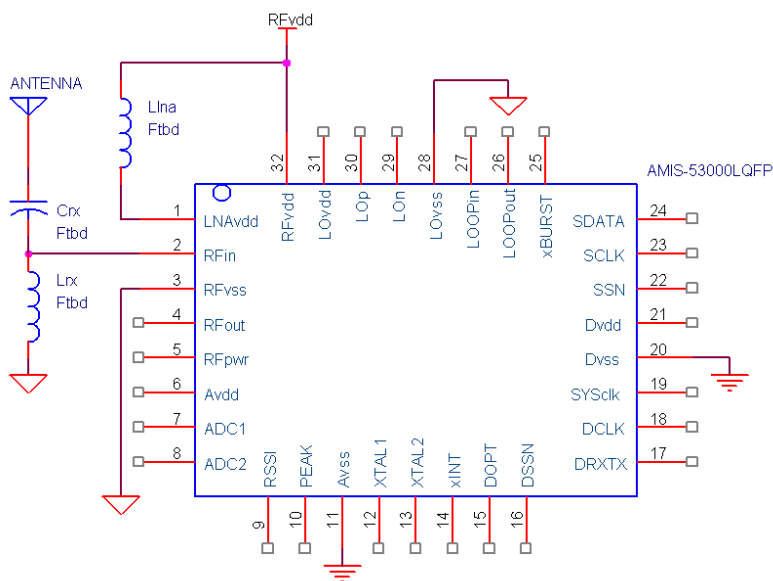 RFvdd
ANTENNA
Llna
Ftbd
32
31
30
29
28
27
26
25
AMIS-53000LQFP
RFvdd
LOvdd
LOp
LOn
LOvss
LOOPin
LOOPout
xBURST
Crx
Ftbd
Lrx
Ftbd
1 LNAvdd
2 RFin
3 RFvss
4 RFout
5 RFpwr
6 Avdd
7 ADC1
8 ADC2
SDATA 24
SCLK 23
SSN 22
Dvdd 21
Dvss 20
SYSclk 19
DCLK 18
DRXTX 17
RSSI
PEAK
Avss
XTAL1
XTAL2
xINT
DOPT
DSSN
9
10
11
12
13
14
15
16